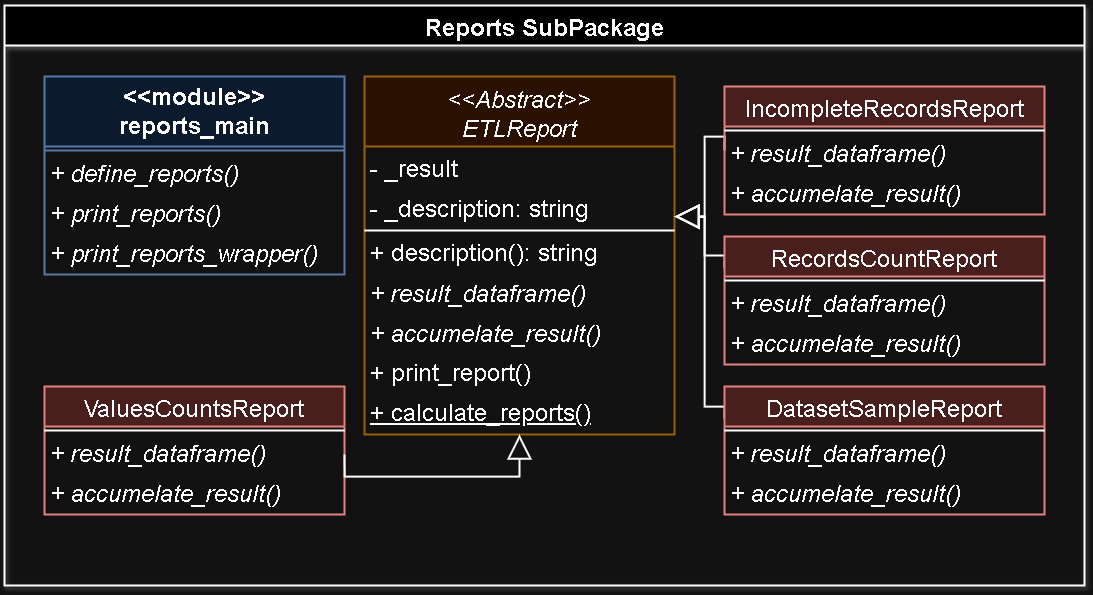 Reports SubPackage
<<module>>
reports_main
+ define_reports()
+ print_reports()
+ print_reports_wrapper()
<<Abstract>>
ETLReport
- _result
- _description: string
+ description(): string
+ result_dataframe()
+ accumelate_result()
+ print_report()
+ calculate_reports()
IncompleteRecordsReport
+ result_dataframe()
+ accumelate_result()
RecordsCountReport
+ result_dataframe()
+ accumelate_result()
ValuesCountsReport
+ result_dataframe()
+ accumelate_result()
DatasetSampleReport
+ result_dataframe()
+ accumelate_result()